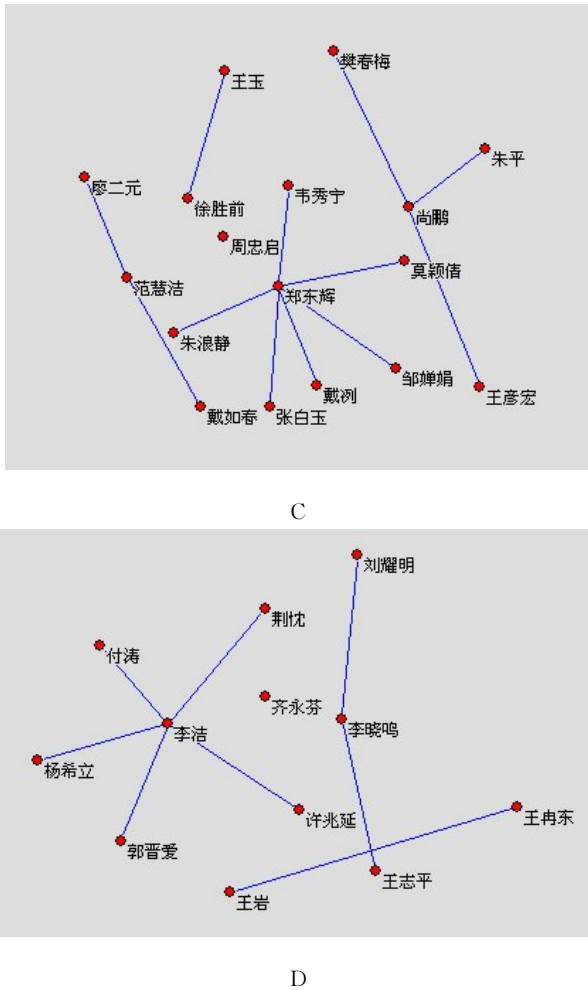 樊春梅
王玉
朱平
廖二元
韦秀宁
徐胜前
尚鹏
周忠启
莫颖倩
范慧洁
郑东辉
朱浪静
邹婵娟
戴冽
王彦宏
戴如春
张白玉
C
刘耀明
荆忱
付涛
齐永芬
李洁
李晓鸣
杨希立
许兆延
王冉东
郭晋爱
王志平
王岩
D